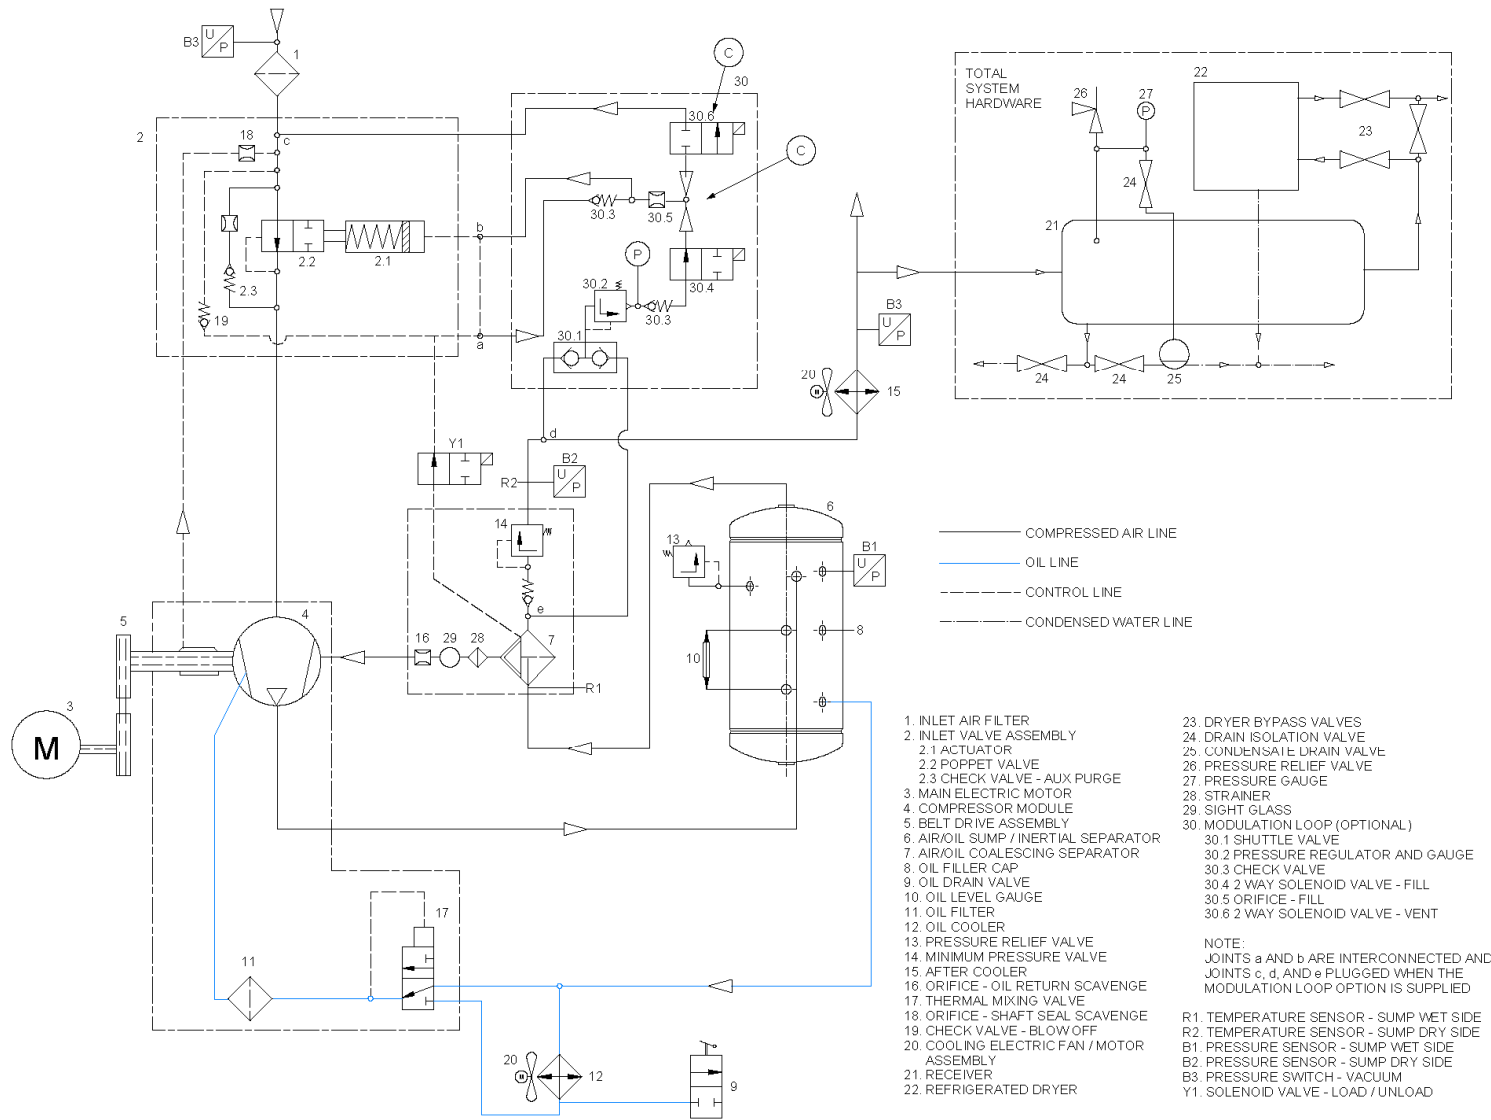 B3
U
P
1
2
18
c
2.2
2.1
2.3
19
b
a
C
30
30.6
C
30.3
30.5
P
30.2
30.3
30.4
30.1
d
TOTAL
SYSTEM
HARDWARE
26
27
P
22
23
24
21
24
24
25
B3
U
P
20
M
15
Y1
B2
U
P
R2
14
e
16
29
28
7
R1
6
13
B1
U
P
8
10
5
4
3
M
17
11
20
M
12
9
COMPRESSED AIR LINE
OIL LINE
CONTROL LINE
CONDENSED WATER LINE
1. INLET AIR FILTER
2. INLET VALVE ASSEMBLY
2.1 ACTUATOR
2.2 POPPET VALVE
2.3 CHECK VALVE - AUX PURGE
3. MAIN ELECTRIC MOTOR
4. COMPRESSOR MODULE
5. BELT DRIVE ASSEMBLY
6. AIR/OIL SUMP / INERTIAL SEPARATOR
7. AIR/OIL COALESCING SEPARATOR
8. OIL FILLER CAP
9. OIL DRAIN VALVE
10. OIL LEVEL GAUGE
11. OIL FILTER
12. OIL COOLER
13. PRESSURE RELIEF VALVE
14. MINIMUM PRESSURE VALVE
15. AFTER COOLER
16. ORIFICE - OIL RETURN SCAVENGE
17. THERMAL MIXING VALVE
18. ORIFICE - SHAFT SEAL SCAVENGE
19. CHECK VALVE - BLOW OFF
20. COOLING ELECTRIC FAN / MOTOR
ASSEMBLY
21. RECEIVER
22. REFRIGERATED DRYER
23. DRYER BYPASS VALVES
24. DRAIN ISOLATION VALVE
25. CONDENSATE DRAIN VALVE
26. PRESSURE RELIEF VALVE
27. PRESSURE GAUGE
28. STRAINER
29. SIGHT GLASS
30. MODULATION LOOP (OPTIONAL)
30.1 SHUTTLE VALVE
30.2 PRESSURE REGULATOR AND GAUGE
30.3 CHECK VALVE
30.4 2 WAY SOLENOID VALVE - FILL
30.5 ORIFICE - FILL
30.6 2 WAY SOLENOID VALVE - VENT
NOTE:
JOINTS a AND b ARE INTERCONNECTED AND
JOINTS c, d, AND e PLUGGED WHEN THE
MODULATION LOOP OPTION IS SUPPLIED
R1. TEMPERATURE SENSOR - SUMP WET SIDE
R2. TEMPERATURE SENSOR - SUMP DRY SIDE
B1. PRESSURE SENSOR - SUMP WET SIDE
B2. PRESSURE SENSOR - SUMP DRY SIDE
B3. PRESSURE SWITCH - VACUUM
Y1. SOLENOID VALVE - LOAD / UNLOAD